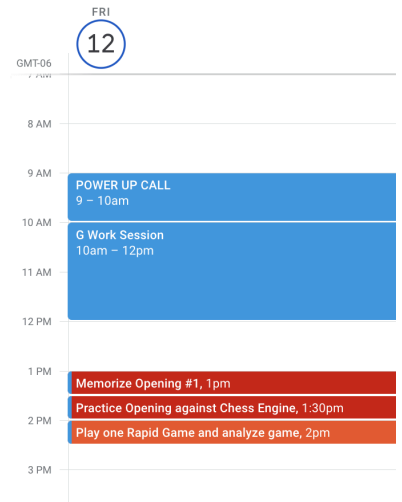 FRI
12
GMT-06
7 AM
8 AM
9 AM
POWER UP CALL
9 – 10am
10 AM
G Work Session
10am – 12pm
11 AM
12 PM
1 PM
Memorize Opening #1, 1pm
Practice Opening against Chess Engine, 1:30pm
2 PM
Play one Rapid Game and analyze game, 2pm
3 PM